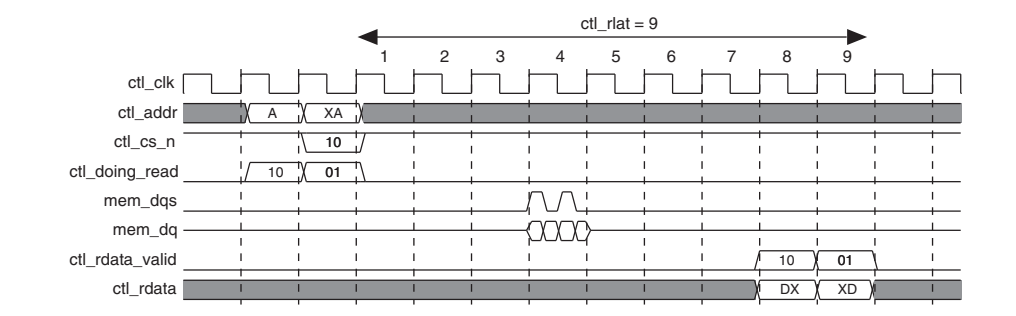 ctl_rlat = 9
1 2 3 4 5 6 7 8 9
ctl_clk
ctl_addr A XA
ctl_cs_n 10
ctl_doing_read 10 01
mem_dqs
mem_dq
ctl_rdata_valid 10 01
ctl_rdata DX XD